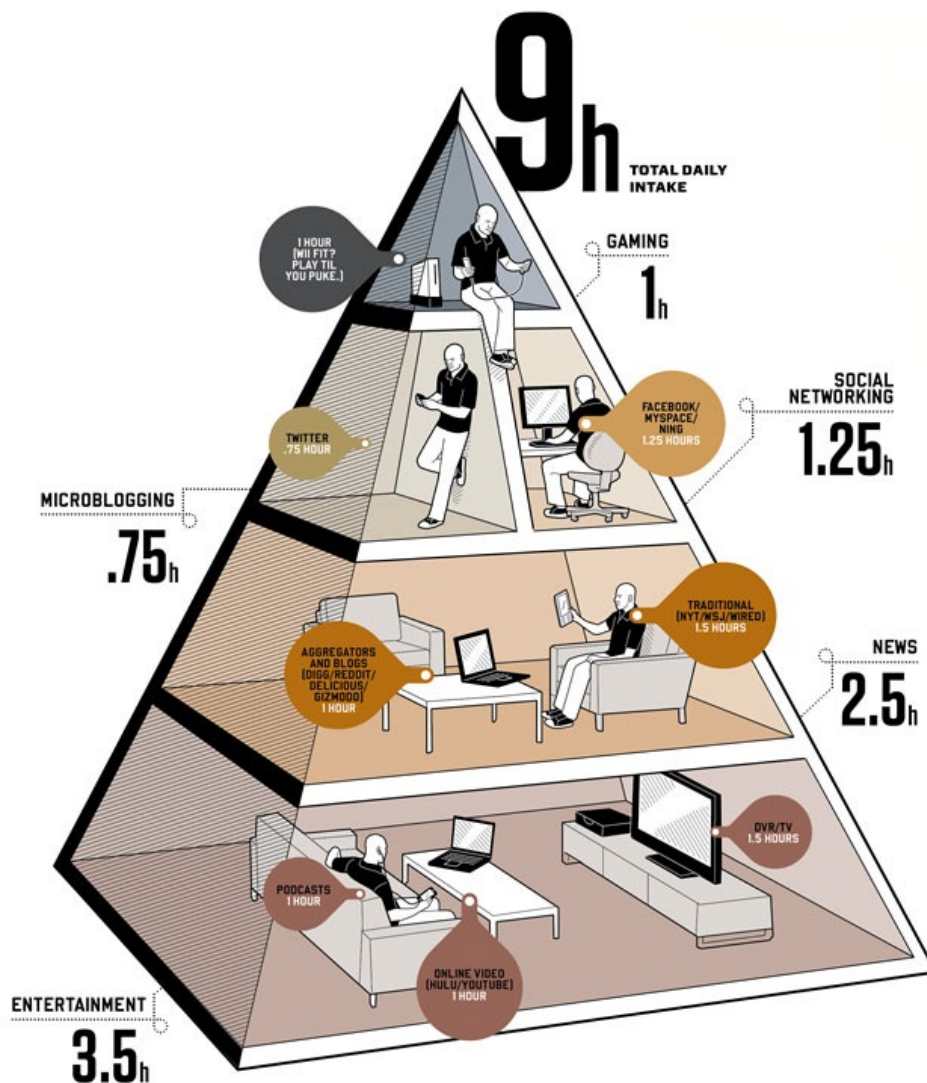 9h
TOTAL DAILY
INTAKE
1 HOUR
(WII FIT?
PLAY TIL
YOU PUKE.)
GAMING
1h
TWITTER
.75 HOUR
FACEBOOK/
MYSPACE/
NING
1.25 HOURS
SOCIAL
NETWORKING
1.25h
MICROBLOGGING
.75h
AGGREGATORS
AND BLOGS
(DIGG/REDDIT/
DELICIOUS/
GIZMODO)
1 HOUR
TRADITIONAL
(NYT/WSJ/WIRED)
1.5 HOURS
NEWS
2.5h
DVR/TV
1.5 HOURS
PODCASTS
1 HOUR
ONLINE VIDEO
(HULU/YOUTUBE)
1 HOUR
ENTERTAINMENT
3.5h